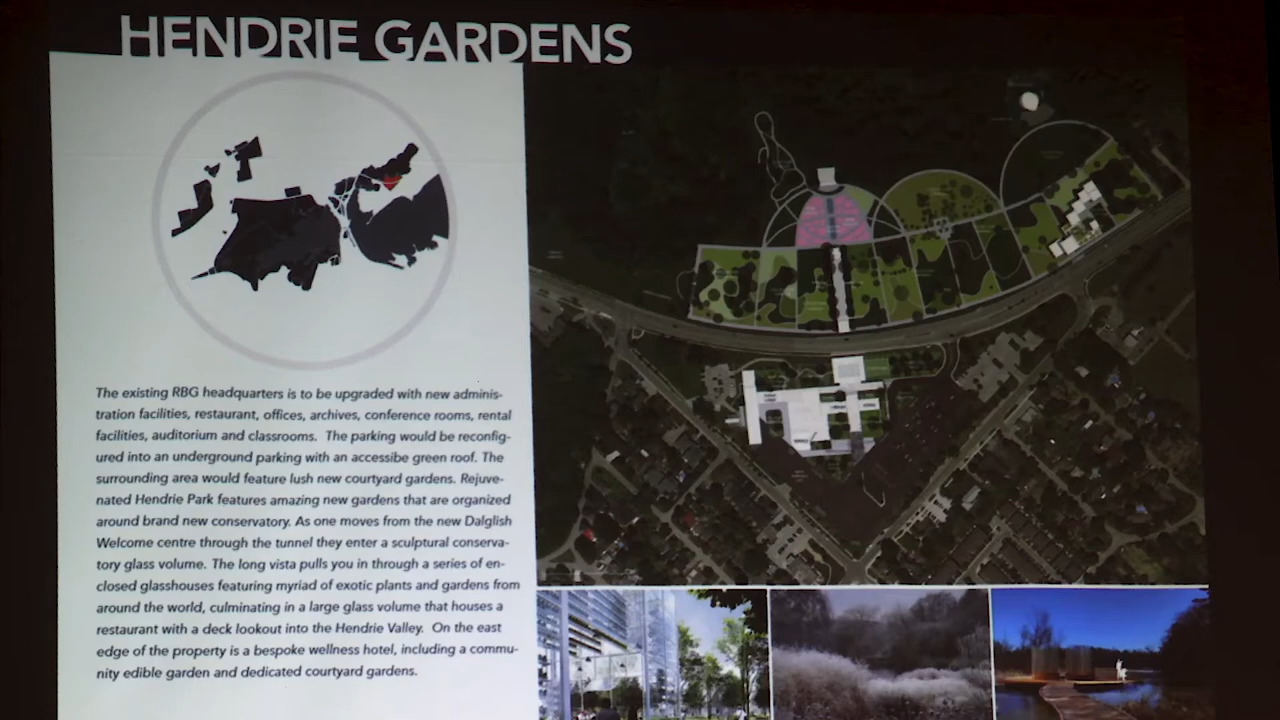 HENDRIE GARDENS
The existing RBG headquarters is to be upgraded with new adminis-
tration facilities, restaurant, offices, archives, conference rooms, rental
facilities, auditorium and classrooms. The parking would be reconfig-
ured into an underground parking with an accessibe green roof. The
surrounding area would feature lush new courtyard gardens. Rejuve-
nated Hendrie Park features amazing new gardens that are organized
around brand new conservatory. As one moves from the new Dalglish
Welcome centre through the tunnel they enter a sculptural conserva-
tory glass volume. The long vista pulls you in through a series of en-
closed glasshouses featuring myriad of exotic plants and gardens from
around the world, culminating in a large glass volume that houses a
restaurant with a deck lookout into the Hendrie Valley. On the east
edge of the property is a bespoke wellness hotel, including a commu-
nity edible garden and dedicated courtyard gardens.